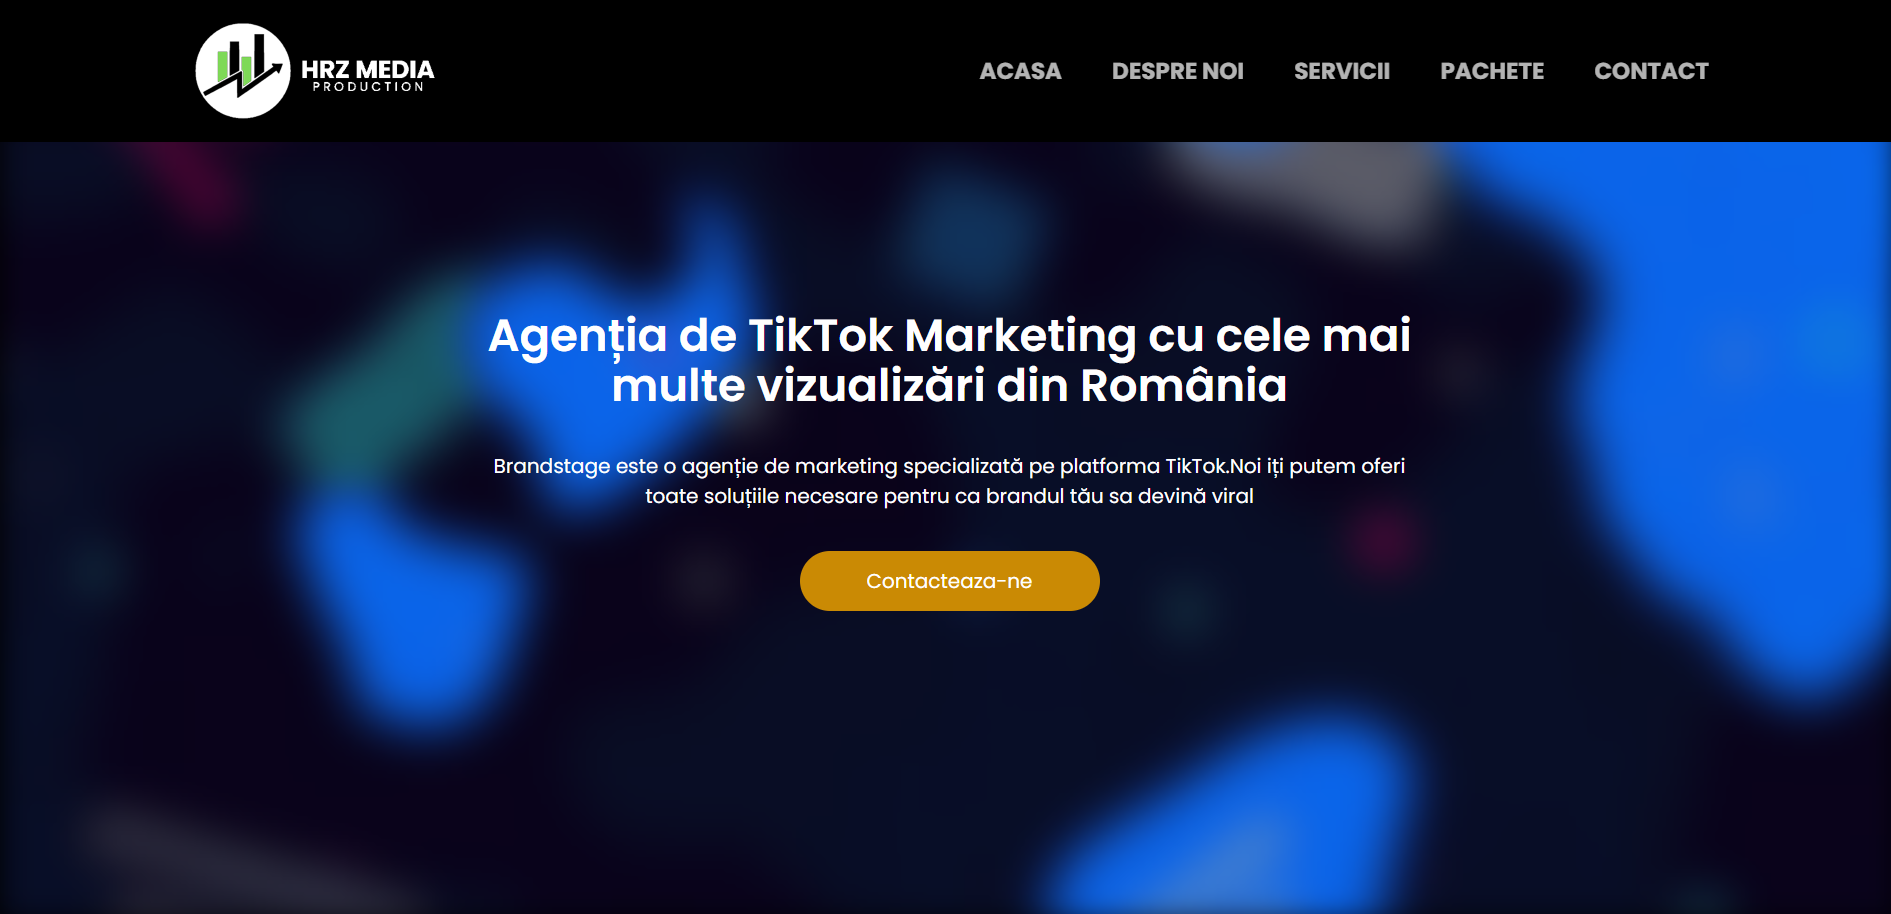 HRZ MEDIA
PRODUCTION
ACASA DESPRE NOI SERVICII PACHETE CONTACT
Agenția de TikTok Marketing cu cele mai
multe vizualizări din România
Brandstage este o agenție de marketing specializată pe platforma TikTok.Noi iți putem oferi
toate soluțiile necesare pentru ca brandul tău sa devină viral
Contacteaza-ne